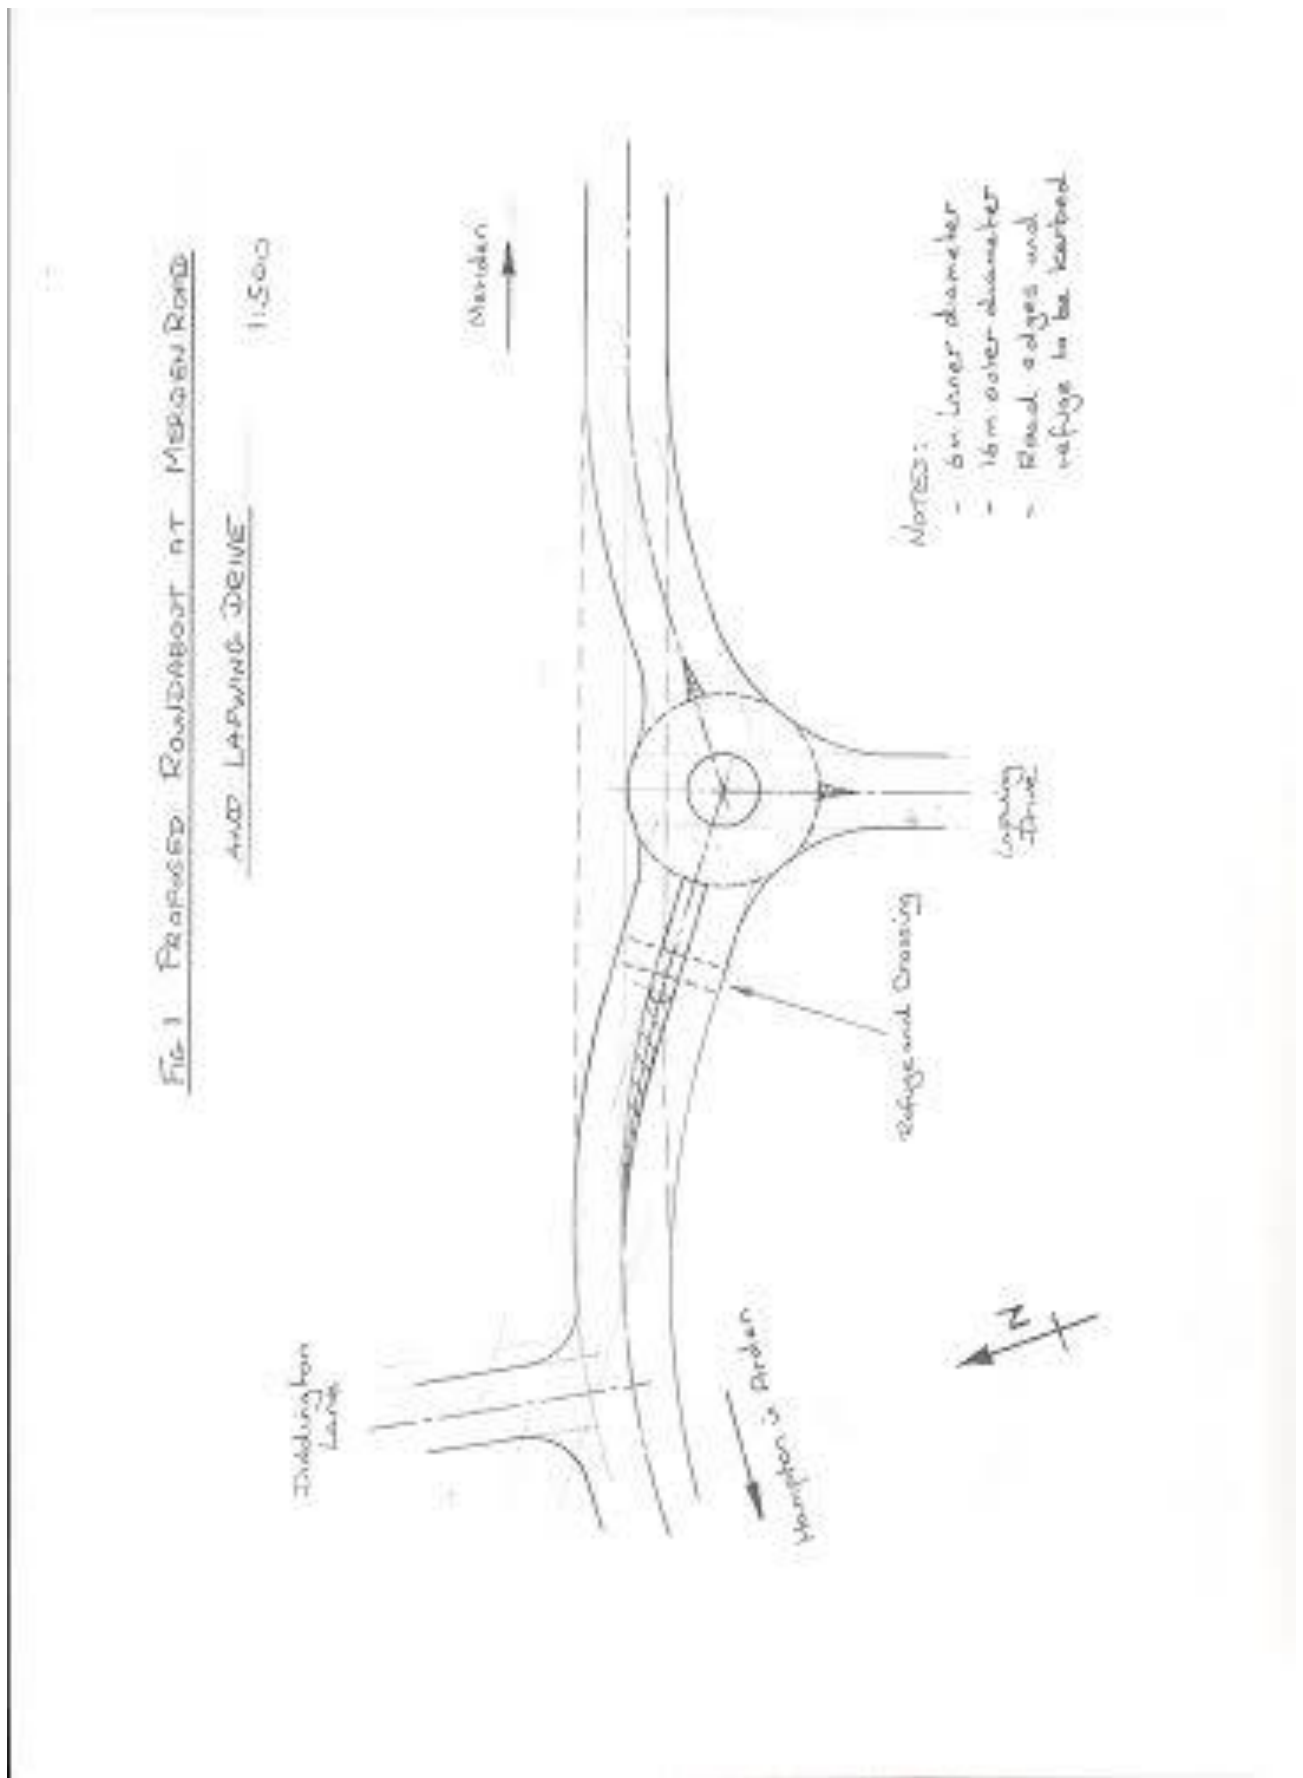 FIG 1 PROPOSED ROUNDABOUT AT MERIDEN ROAD
AND LAPWING DRIVE 1:500
Meriden
Diddington
Lane
Hampton in Arden
N
Refuge and Crossing
Lapwing
Drive
NOTES:
- 6m inner diameter
- 16m outer diameter
- Road edges and
refuge to be kerbed